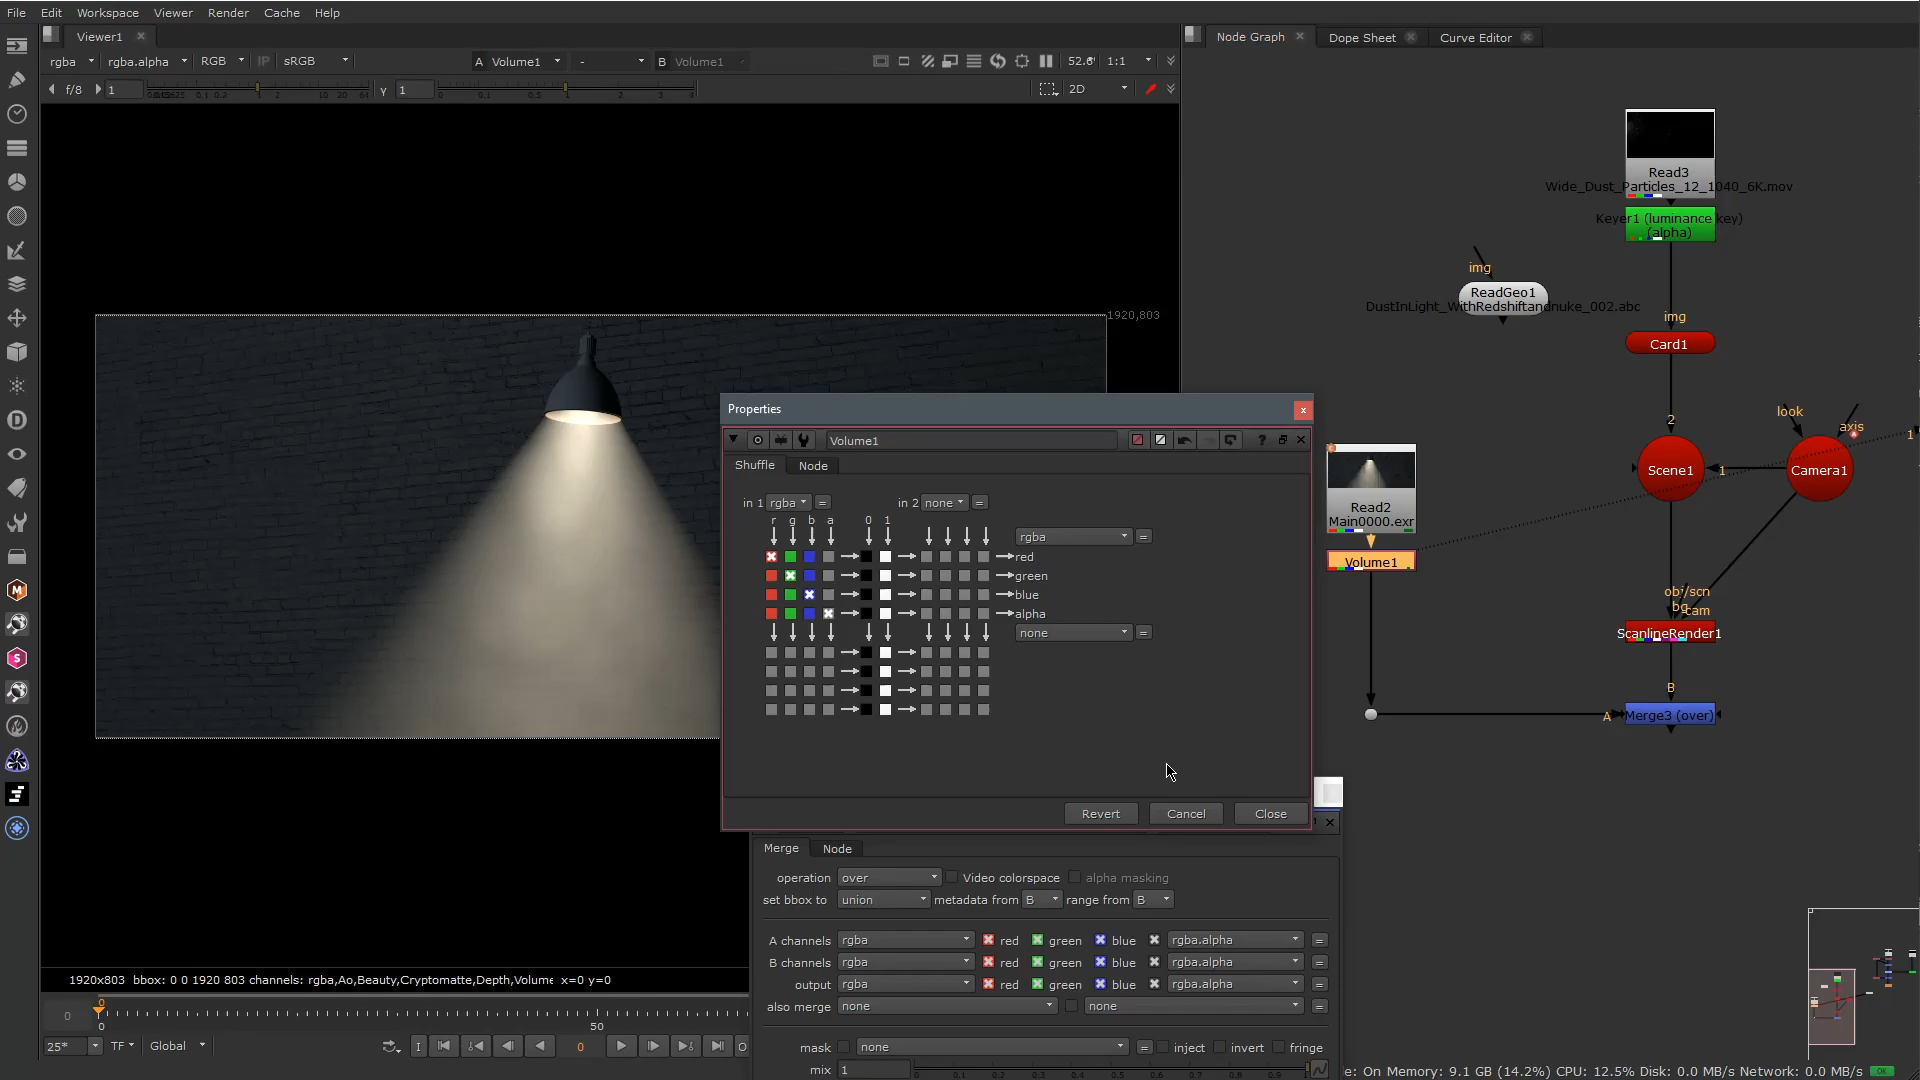 File Edit Workspace Viewer Render Cache Help
Viewer1
Node Graph Dope Sheet Curve Editor
rgba rgba.alpha RGB IP sRGB A Volume1 - B Volume1 1:1
f/8 1 y 1 2D
1920,803
Read3
Wide_Dust_Particles_12_1040_6K.mov
Keyer1 (luminance key)
(alpha)
img
ReadGeo1
DustInLight_WithRedshiftandnuke_002.abc
img
Card1
2
look
axis
1
Scene1
1
Camera1
Read2
Main0000.exr
Volume1
obj/scn
bg
cam
ScanlineRender1
B
A
Merge3 (over)
Properties
Volume1
Shuffle Node
in 1 rgba = in 2 none =
r g b a 0 1
rgba =
red
green
blue
alpha
none =
Revert Cancel Close
Merge Node
operation over Video colorspace alpha masking
set bbox to union metadata from B range from B
A channels rgba red green blue rgba.alpha =
B channels rgba red green blue rgba.alpha =
output rgba red green blue rgba.alpha =
also merge none none =
mask none = inject invert fringe
mix 1
1920x803 bbox: 0 0 1920 803 channels: rgba,Ao,Beauty,Cryptomatte,Depth,Volume x=0 y=0
0
0
0 50
25* TF Global I 0
e: On Memory: 9.1 GB (14.2%) CPU: 12.5% Disk: 0.0 MB/s Network: 0.0 MB/s OK